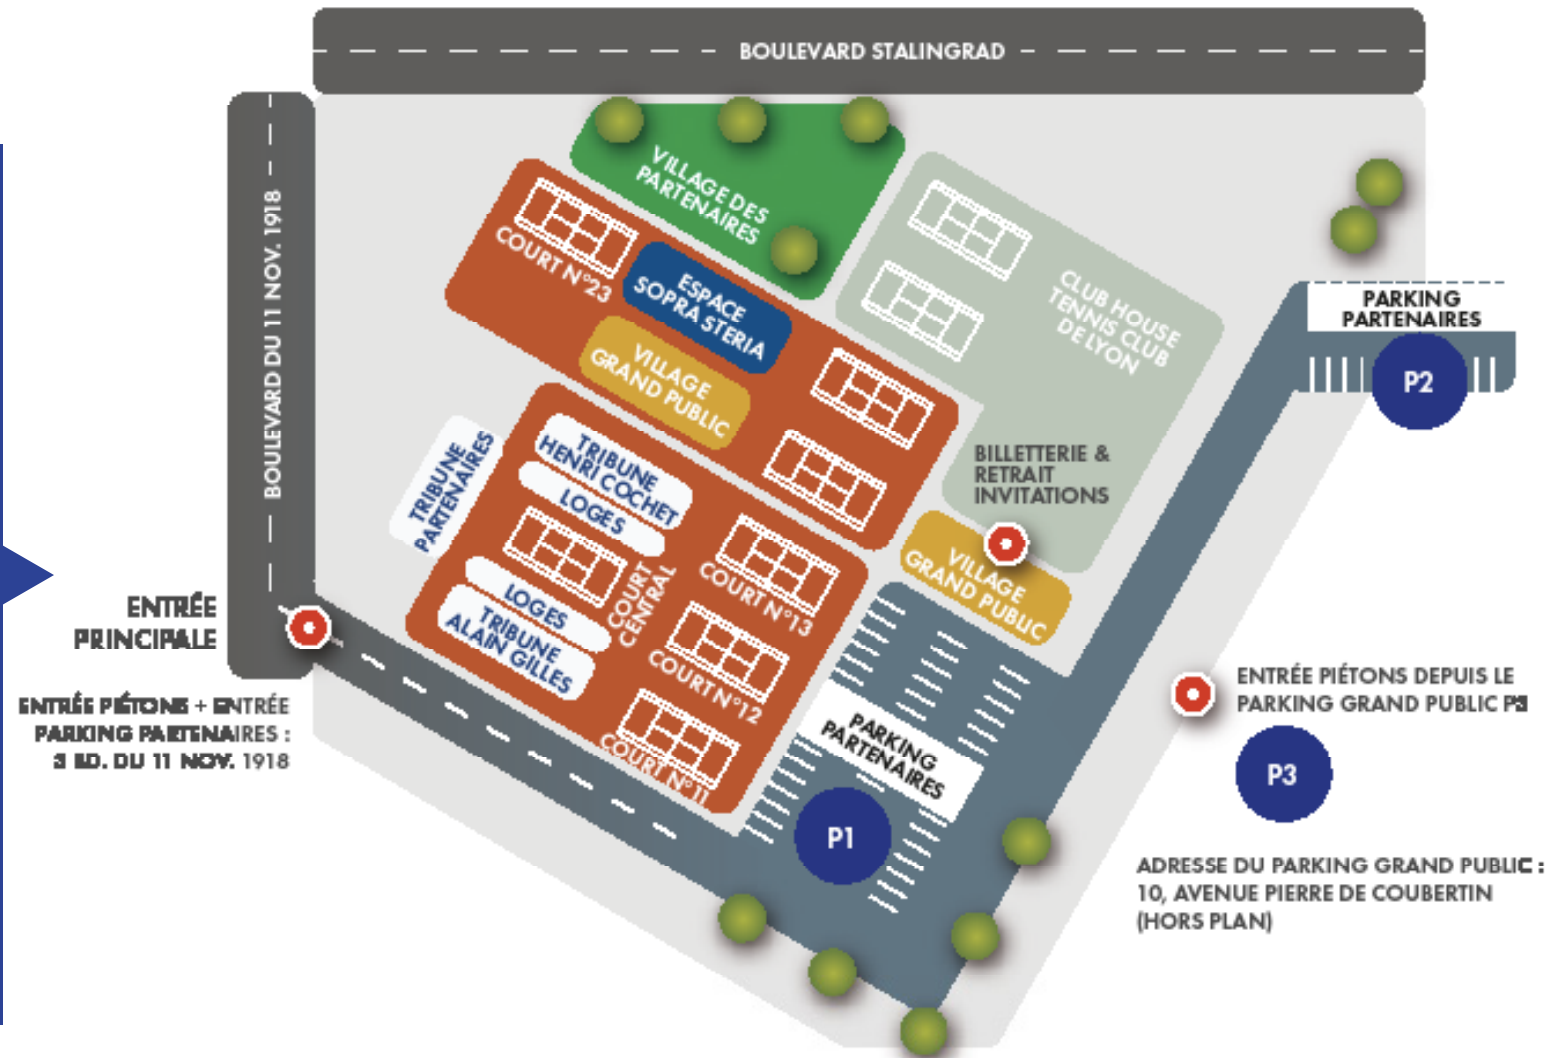 BOULEVARD STALINGRAD
BOULEVARD DU 11 NOV. 1918
VILLAGE DES
PARTENAIRES
COURT N°23
ESPACE
SOPRA STERIA
VILLAGE
GRAND PUBLIC
CLUB HOUSE
TENNIS CLUB
DE LYON
PARKING
PARTENAIRES
P2
TRIBUNE
PARTENAIRES
TRIBUNE
HENRI COCHET
LOGES
COURT
CENTRAL
LOGES
TRIBUNE
ALAIN GILLES
COURT N°13
COURT N°12
COURT N°11
BILLETTERIE &
RETRAIT
INVITATIONS
VILLAGE
GRAND PUBLIC
PARKING
PARTENAIRES
P1
ENTRÉE
PRINCIPALE
ENTRÉE PIÉTONS + ENTRÉE
PARKING PARTENAIRES :
3 BD. DU 11 NOV. 1918
ENTRÉE PIÉTONS DEPUIS LE
PARKING GRAND PUBLIC P3
P3
ADRESSE DU PARKING GRAND PUBLIC :
10, AVENUE PIERRE DE COUBERTIN
(HORS PLAN)